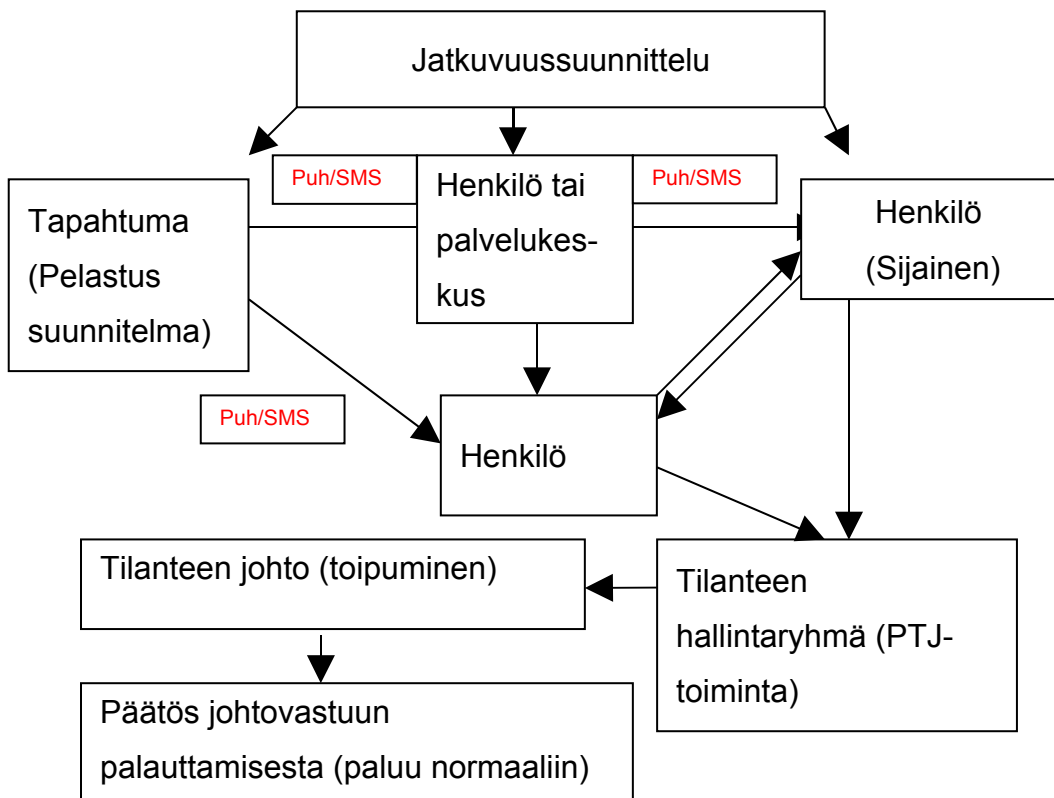 Jatkuvuussuunnittelu
Puh/SMS
Henkilö tai
palvelukes-
kus
Puh/SMS
Tapahtuma
(Pelastus
suunnitelma)
Henkilö
(Sijainen)
Puh/SMS
Henkilö
Tilanteen johto (toipuminen)
Tilanteen
hallintaryhmä (PTJ-
toiminta)
Päätös johtovastuun
palauttamisesta (paluu normaaliin)